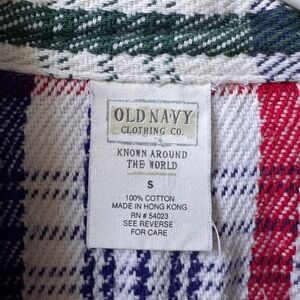 OLD NAVY
CLOTHING CO.
KNOWN AROUND
THE WORLD
S
100% COTTON
MADE IN HONG KONG
RN # 54023
SEE REVERSE
FOR CARE